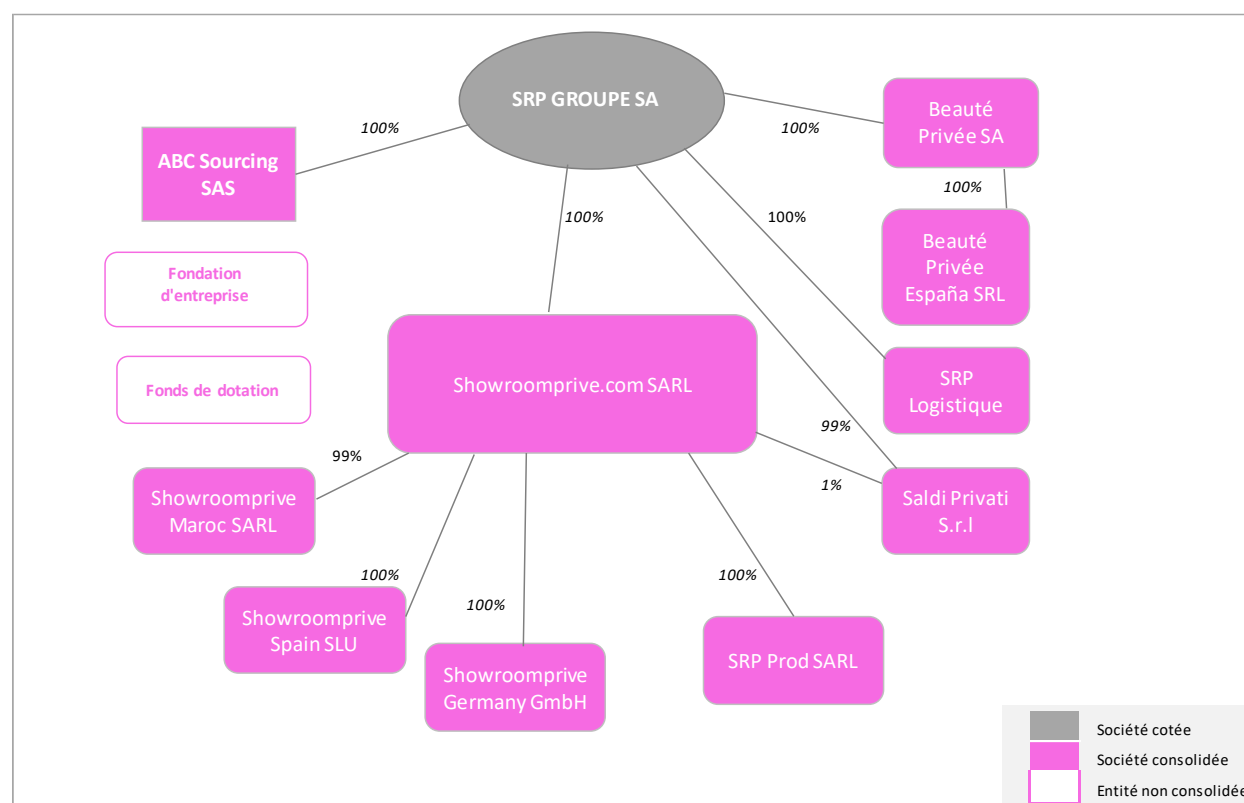 SRP GROUPE SA
Beauté
Privée SA
100%
100%
ABC Sourcing
SAS
100%
100%
100%
Beauté
Privée
España SRL
Fondation
d'entreprise
Showroomprive.com SARL
SRP
Logistique
Fonds de dotation
99%
99%
1%
Saldi Privati
S.r.l
Showroomprive
Maroc SARL
100%
100%
100%
Showroomprive
Spain SLU
SRP Prod SARL
Showroomprive
Germany GmbH
Société cotée
Société consolidée
Entité non consolidée